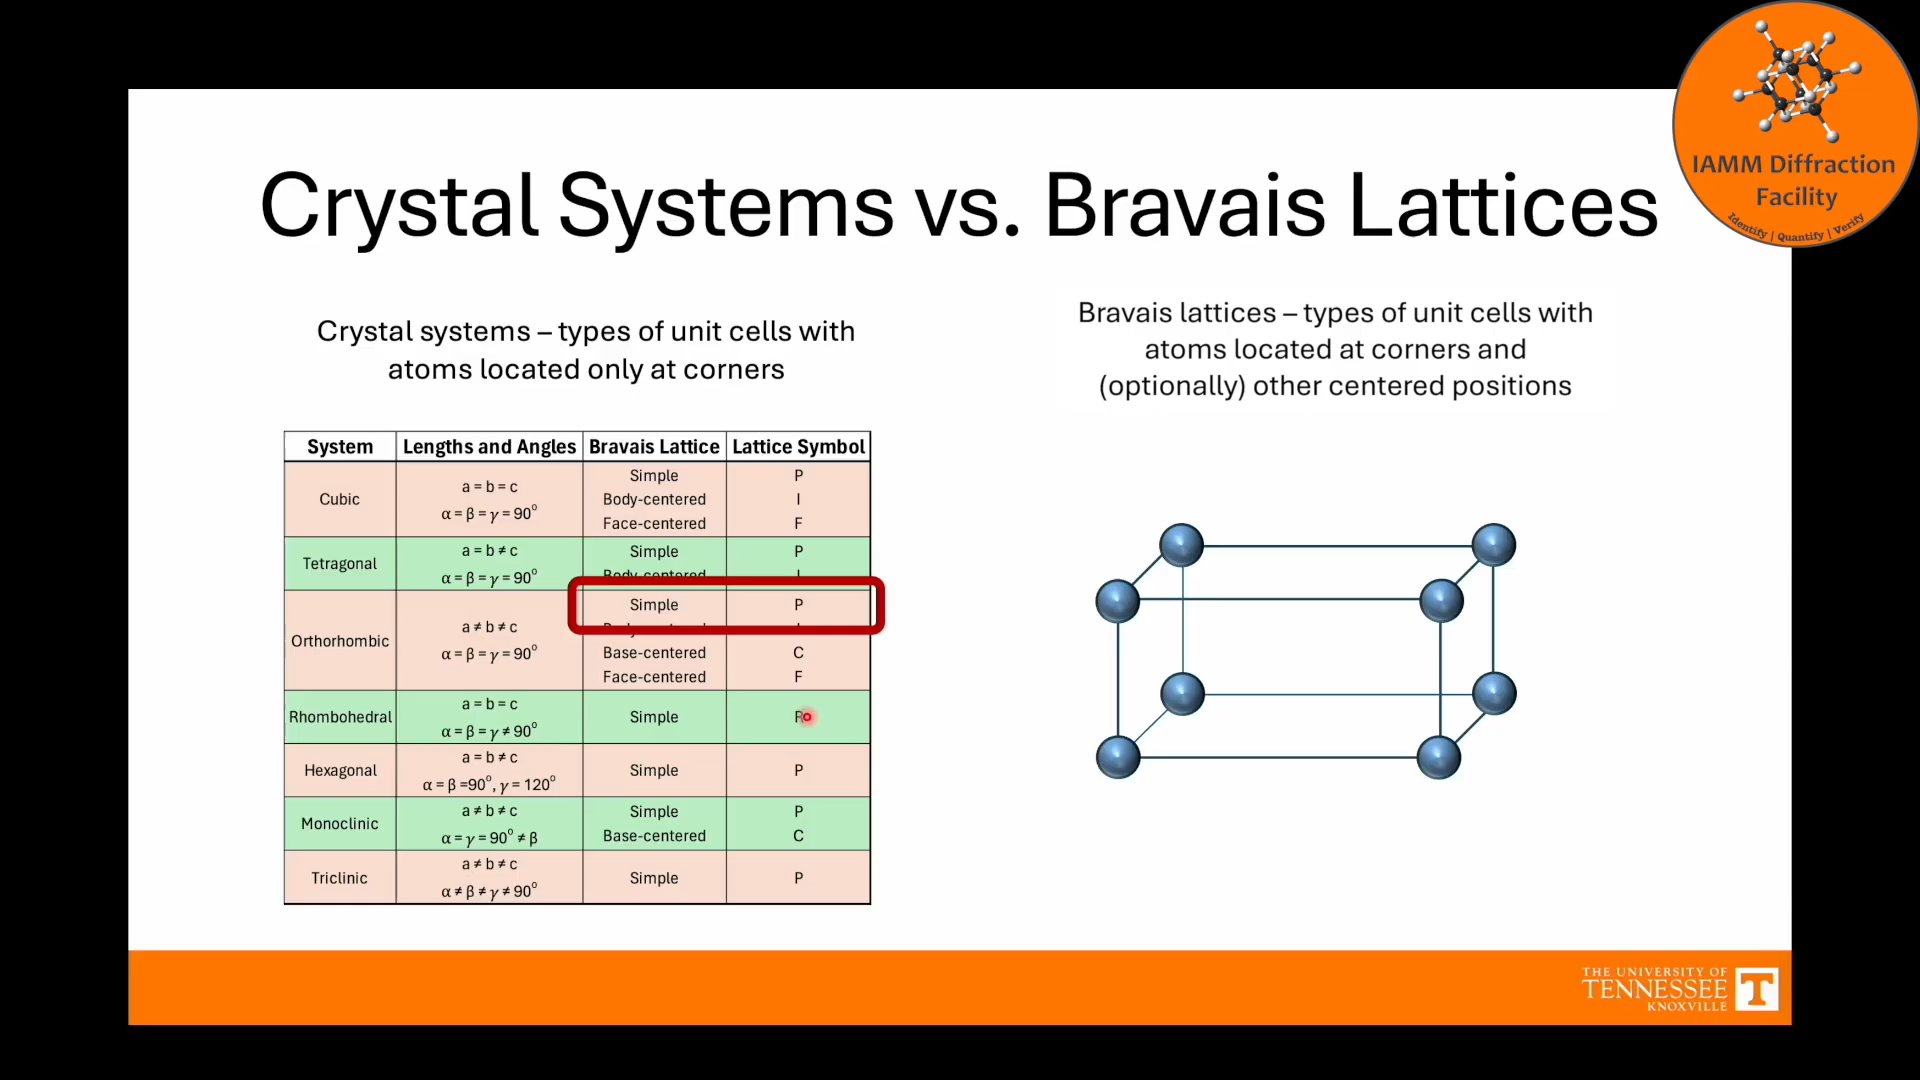 IAMM Diffraction
Facility
Identify | Quantify | Verify
Crystal Systems vs. Bravais Lattices
Crystal systems – types of unit cells with
atoms located only at corners
Bravais lattices – types of unit cells with
atoms located at corners and
(optionally) other centered positions
System Lengths and Angles Bravais Lattice Lattice Symbol
Cubic
a = b = c
α = β = γ = 90°
Simple P
Body-centered I
Face-centered F
Tetragonal
a = b ≠ c
α = β = γ = 90°
Simple P
Body-centered I
Orthorhombic
a ≠ b ≠ c
α = β = γ = 90°
Simple P
Base-centered C
Face-centered F
Rhombohedral
a = b = c
α = β = γ ≠ 90°
Simple
Hexagonal
a = b ≠ c
α = β =90°, γ = 120°
Simple P
Monoclinic
a ≠ b ≠ c
α = γ = 90° ≠ β
Simple P
Base-centered C
Triclinic
a ≠ b ≠ c
α ≠ β ≠ γ ≠ 90°
Simple P
THE UNIVERSITY OF
TENNESSEE
KNOXVILLE
T